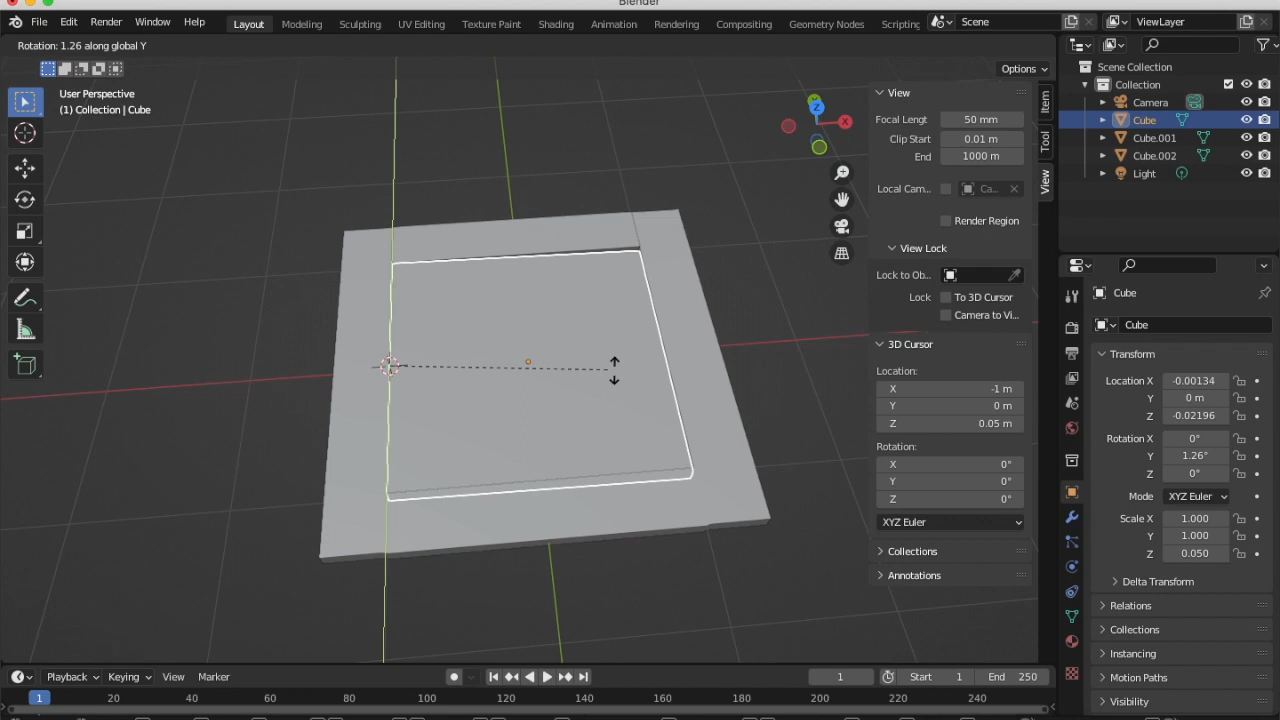 Blender
File Edit Render Window Help
Layout Modeling Sculpting UV Editing Texture Paint Shading Animation Rendering Compositing Geometry Nodes Scripting
Scene
ViewLayer
Rotation: 1.26 along global Y
Options
User Perspective
(1) Collection | Cube
Z
X
View
Focal Lengt 50 mm
Clip Start 0.01 m
End 1000 m
Local Cam... Ca...
Render Region
View Lock
Lock to Ob...
Lock To 3D Cursor
Camera to Vi...
3D Cursor
Location:
X -1 m
Y 0 m
Z 0.05 m
Rotation:
X 0°
Y 0°
Z 0°
XYZ Euler
Collections
Annotations
Item
Tool
View
Scene Collection
Collection
Camera
Cube
Cube.001
Cube.002
Light
Cube
Cube
Transform
Location X -0.00134
Y 0 m
Z -0.02196
Rotation X 0°
Y 1.26°
Z 0°
Mode XYZ Euler
Scale X 1.000
Y 1.000
Z 0.050
Delta Transform
Relations
Collections
Instancing
Motion Paths
Visibility
Playback Keying View Marker
1 Start 1 End 250
1 20 40 60 80 100 120 140 160 180 200 220 240